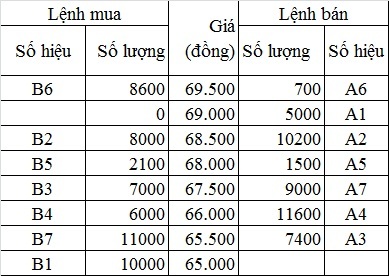 Lệnh mua Giá (đồng) Lệnh bán
Số hiệu Số lượng Số lượng Số hiệu
B6 8600 69.500 700 A6
0 69.000 5000 A1
B2 8000 68.500 10200 A2
B5 2100 68.000 1500 A5
B3 7000 67.500 9000 A7
B4 6000 66.000 11600 A4
B7 11000 65.500 7400 A3
B1 10000 65.000